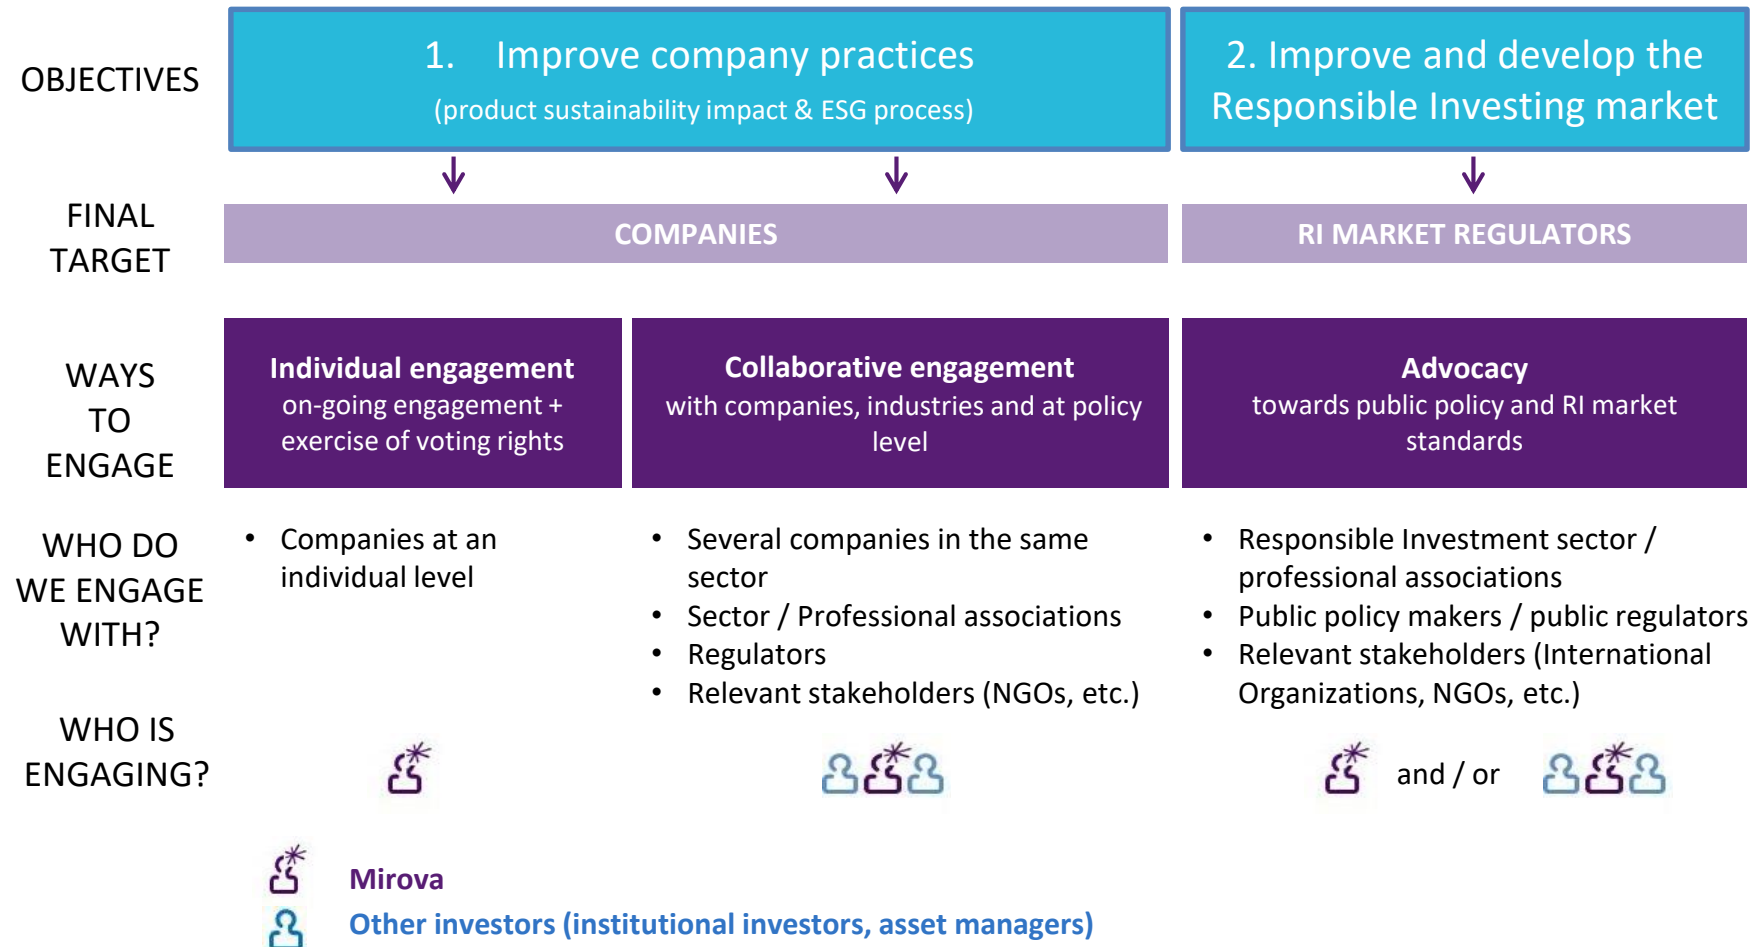 OBJECTIVES
1. Improve company practices
(product sustainability impact & ESG process)
2. Improve and develop the
Responsible Investing market
FINAL
TARGET
COMPANIES
RI MARKET REGULATORS
WAYS
TO
ENGAGE
Individual engagement
on-going engagement +
exercise of voting rights
Collaborative engagement
with companies, industries and at policy
level
Advocacy
towards public policy and RI market
standards
WHO DO
WE ENGAGE
WITH?
• Companies at an
individual level
• Several companies in the same
sector
• Sector / Professional associations
• Regulators
• Relevant stakeholders (NGOs, etc.)
• Responsible Investment sector /
professional associations
• Public policy makers / public regulators
• Relevant stakeholders (International
Organizations, NGOs, etc.)
WHO IS
ENGAGING?
and / or
Mirova
Other investors (institutional investors, asset managers)